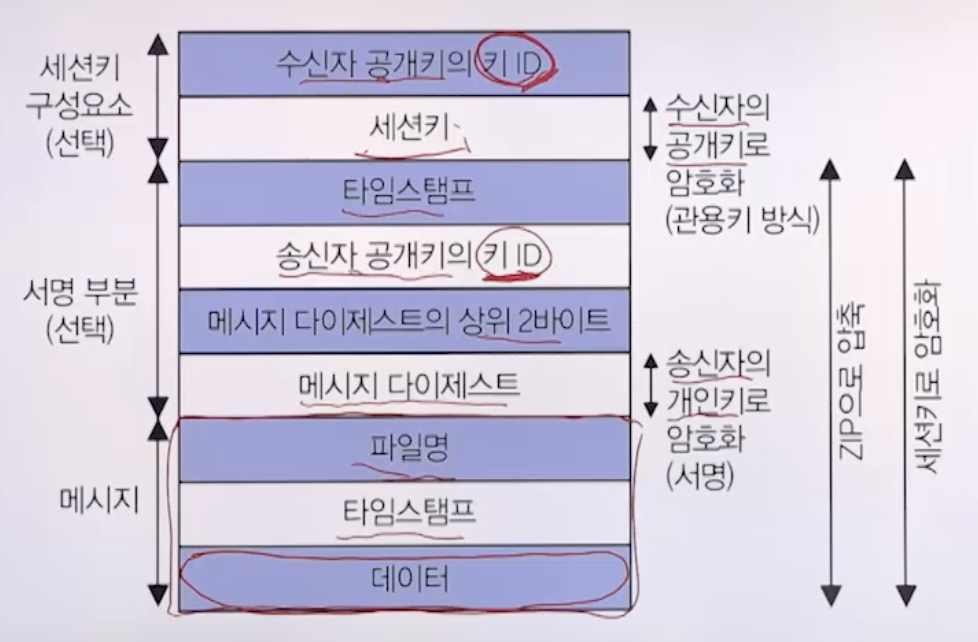 세션키
구성요소
(선택)
수신자 공개키의 키 ID
세션키
수신자의
공개키로
암호화
(관용키 방식)
타임스탬프
송신자 공개키의 키 ID
서명 부분
(선택)
메시지 다이제스트의 상위 2바이트
메시지 다이제스트
송신자의
개인키로
암호화
(서명)
ZIP으로 압축
세션키로 암호화
메시지
파일명
타임스탬프
데이터